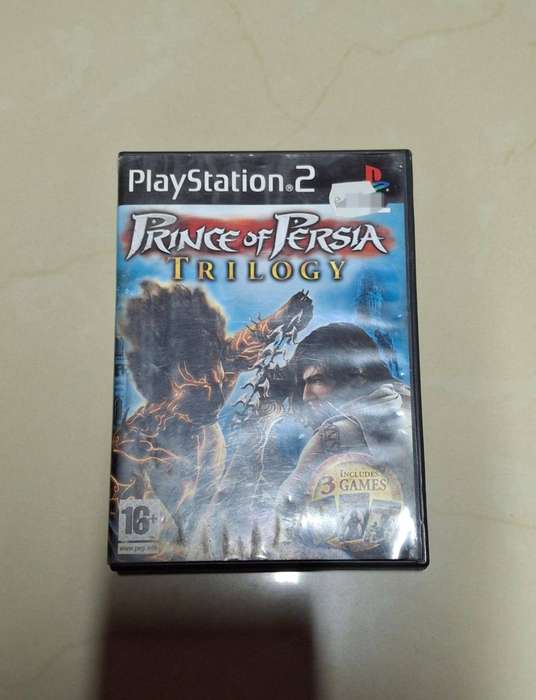 PlayStation.2
PRINCE OF PERSIA
TRILOGY
INCLUDES
3 GAMES
16+
www.pegi.info